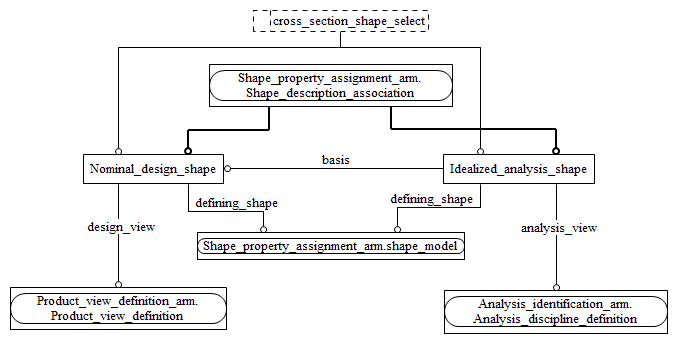 cross_section_shape_select
Shape_property_assignment_arm.
Shape_description_association
Nominal_design_shape
basis
Idealized_analysis_shape
defining_shape
defining_shape
design_view
analysis_view
Shape_property_assignment_arm.shape_model
Product_view_definition_arm.
Product_view_definition
Analysis_identification_arm.
Analysis_discipline_definition